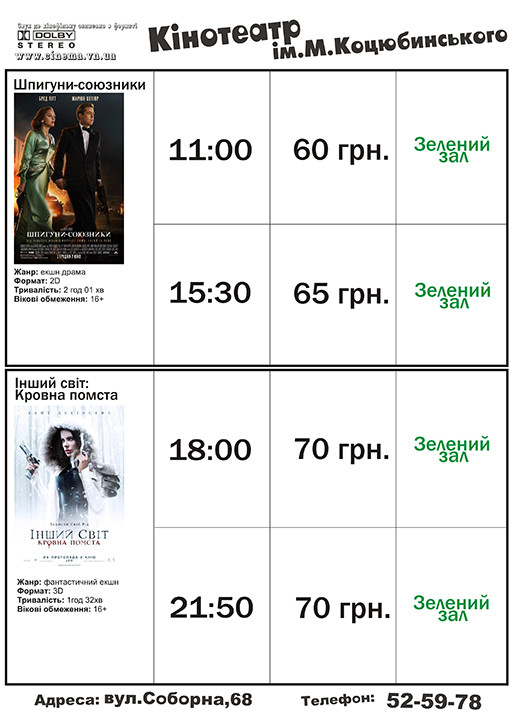 Звук до кінофільму записано в форматі
DOLBY
STEREO
www.cinema.vn.ua
Кінотеатр
ім.М.Коцюбинського
Шпигуни-союзники
БРЕД ПІТТ МАРІОН КОТІЯР
ШПИГУНИ-СОЮЗНИКИ
Жанр: екшн драма
Формат: 2D
Тривалість: 2 год 01 хв
Вікові обмеження: 16+
11:00 60 грн. Зелений
зал
15:30 65 грн. Зелений
зал
Інший світ:
Кровна помста
КЕЙТ БЕКІНСЕЙЛ
ЗАХИСТИ СВІЙ РІД
ІНШИЙ СВІТ
КРОВНА ПОМСТА
24 ЛИСТОПАДА У КІНО
Жанр: фантастичний екшн
Формат: 3D
Тривалість: 1год 32хв
Вікові обмеження: 16+
18:00 70 грн. Зелений
зал
21:50 70 грн. Зелений
зал
Адреса: вул.Соборна,68 Телефон: 52-59-78